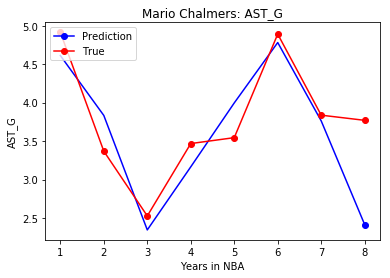 Mario Chalmers: AST_G
Prediction
True
5.0
4.5
4.0
3.5
3.0
2.5
AST_G
1 2 3 4 5 6 7 8
Years in NBA